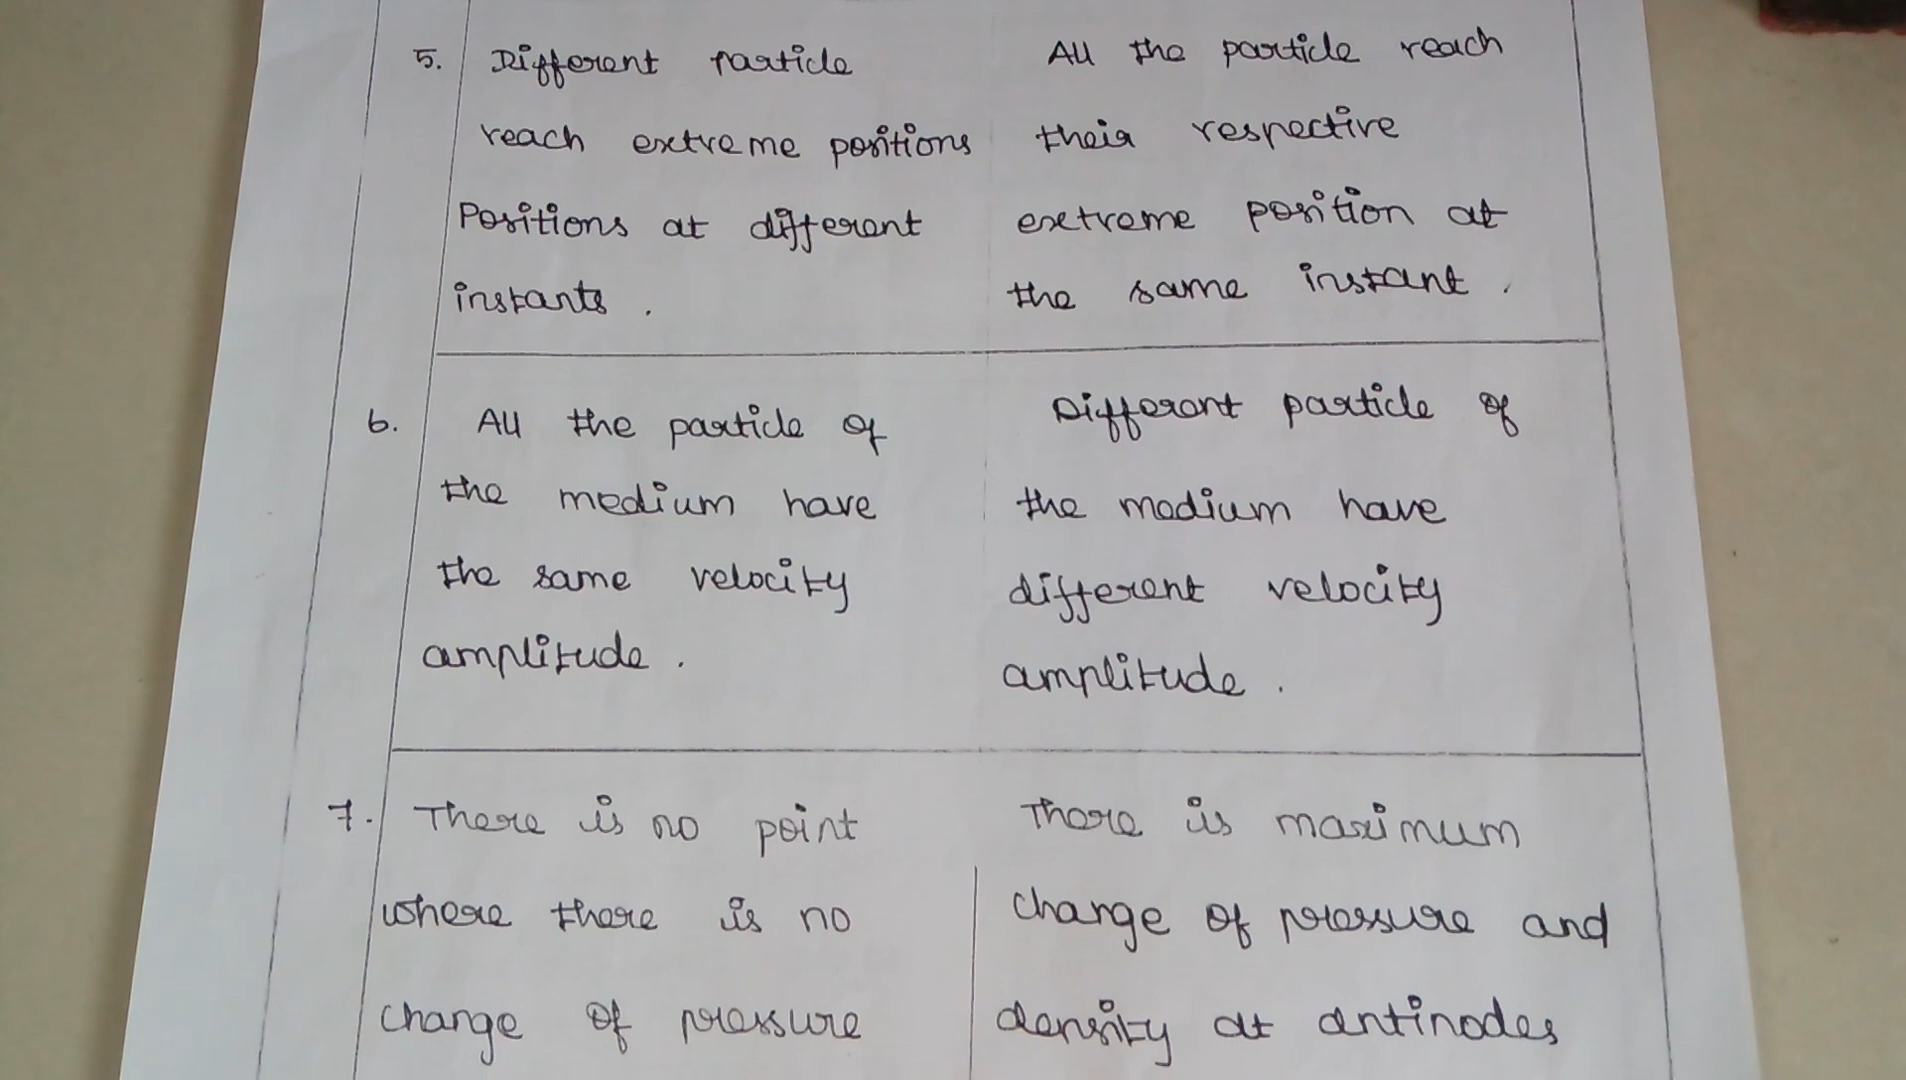 5. Different particle
reach extreme positions
Positions at different
instants.
All the particle reach
their respective
extreme position at
the same instant.
6. All the particle of
the medium have
the same velocity
amplitude.
Different particle of
the medium have
different velocity
amplitude.
7. There is no point
where there is no
change of pressure
There is maximum
change of pressure and
density at antinodes